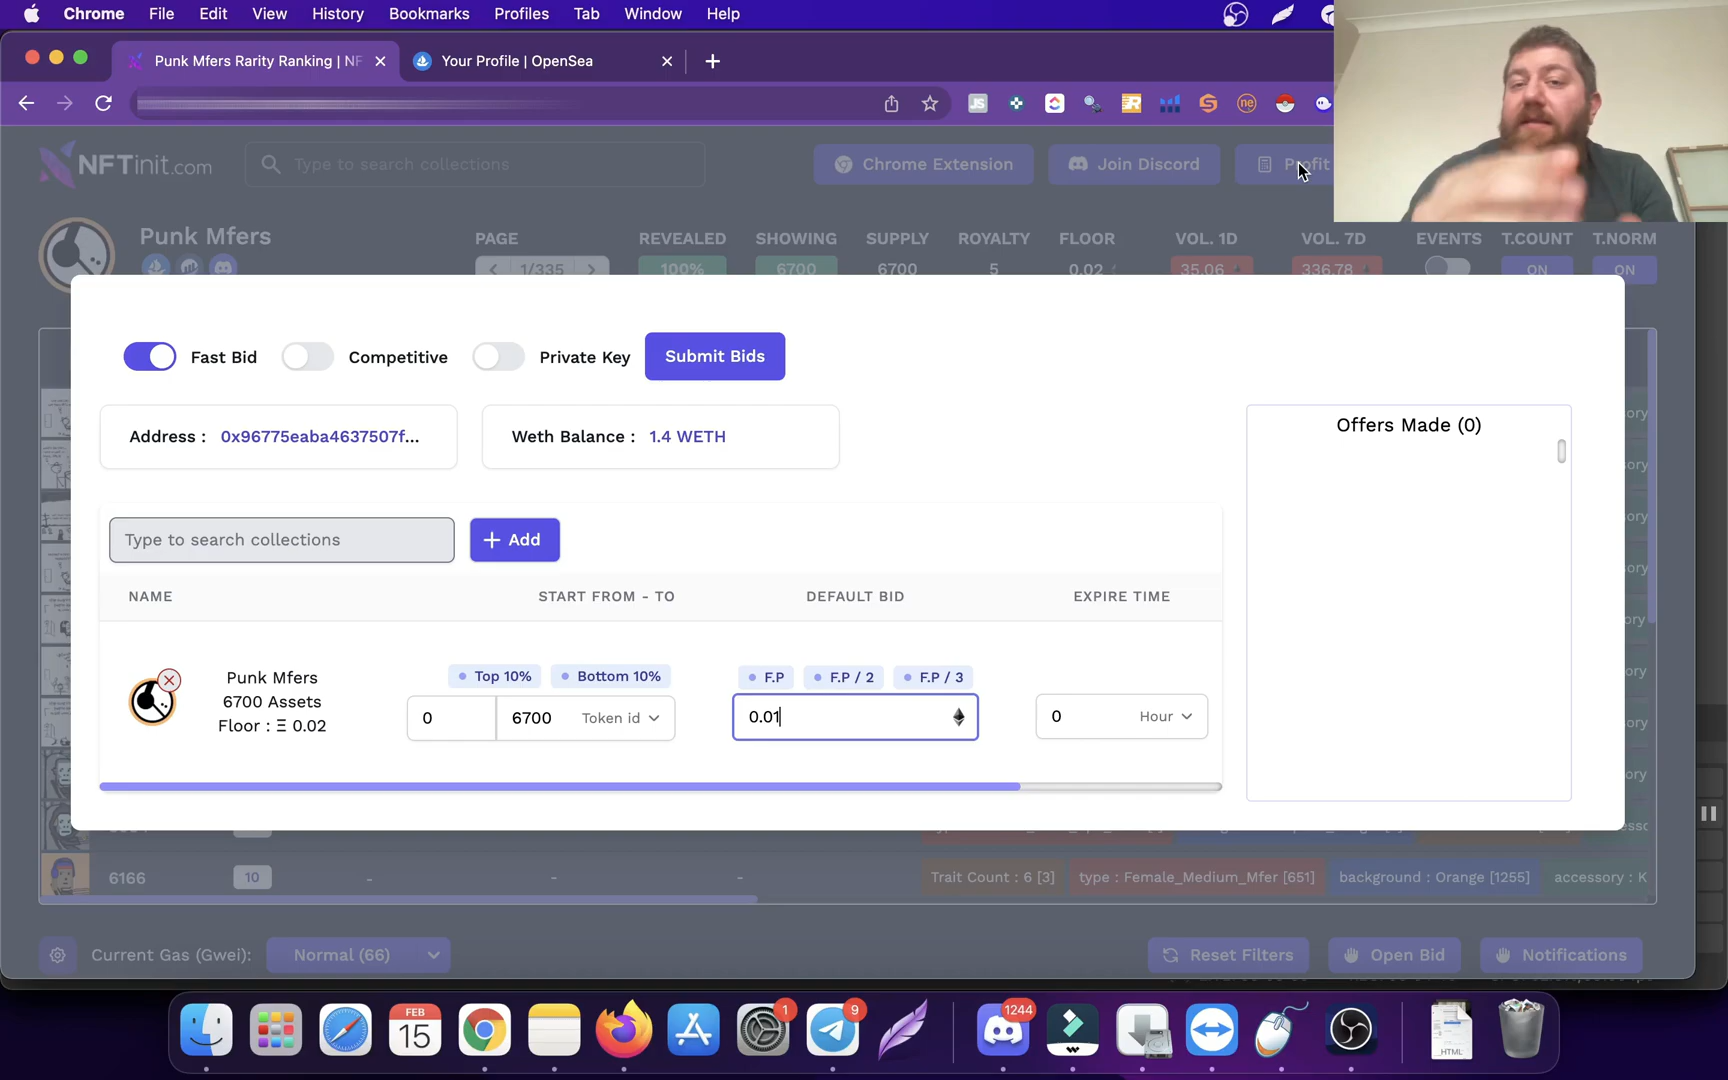 Chrome File Edit View History Bookmarks Profiles Tab Window Help
Punk Mfers Rarity Ranking | NF
Your Profile | OpenSea
JS
ne
NFTinit.com
Type to search collections
Chrome Extension
Join Discord
Profit
Punk Mfers
PAGE REVEALED SHOWING SUPPLY ROYALTY FLOOR VOL. 1D VOL. 7D EVENTS T.COUNT T.NORM
1/335 100% 6700 6700 5 0.02 35.06 336.78 ON ON
Fast Bid Competitive Private Key Submit Bids
Address : 0x96775eaba4637507f...
Weth Balance : 1.4 WETH
Offers Made (0)
Type to search collections
+ Add
NAME START FROM - TO DEFAULT BID EXPIRE TIME
Top 10% Bottom 10% F.P F.P / 2 F.P / 3
Punk Mfers
6700 Assets
Floor : Ξ 0.02
0 6700 Token id 0.01 0 Hour
6166 10 - - - Trait Count : 6 [3] type : Female_Medium_Mfer [651] background : Orange [1255] accessory : K
Current Gas (Gwei): Normal (66)
Reset Filters
Open Bid
Notifications
FEB
15
1
9
1244
HTML